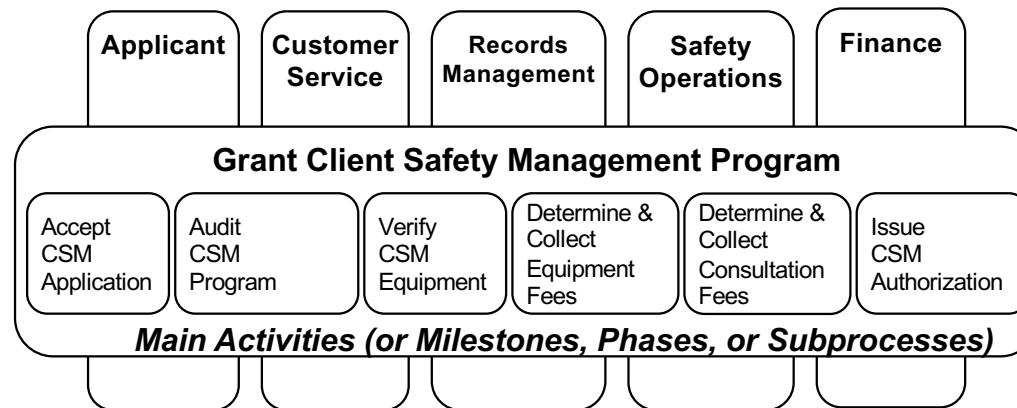 Applicant
Customer
Service
Records
Management
Safety
Operations
Finance
Grant Client Safety Management Program
Accept
CSM
Application
Audit
CSM
Program
Verify
CSM
Equipment
Determine &
Collect
Equipment
Fees
Determine &
Collect
Consultation
Fees
Issue
CSM
Authorization
Main Activities (or Milestones, Phases, or Subprocesses)